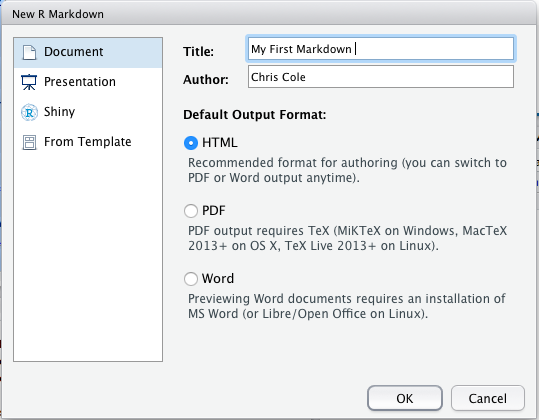 New R Markdown
Document
Presentation
Shiny
From Template
Title: My First Markdown
Author: Chris Cole
Default Output Format:
HTML
Recommended format for authoring (you can switch to
PDF or Word output anytime).
PDF
PDF output requires TeX (MiKTeX on Windows, MacTeX
2013+ on OS X, TeX Live 2013+ on Linux).
Word
Previewing Word documents requires an installation of
MS Word (or Libre/Open Office on Linux).
OK Cancel